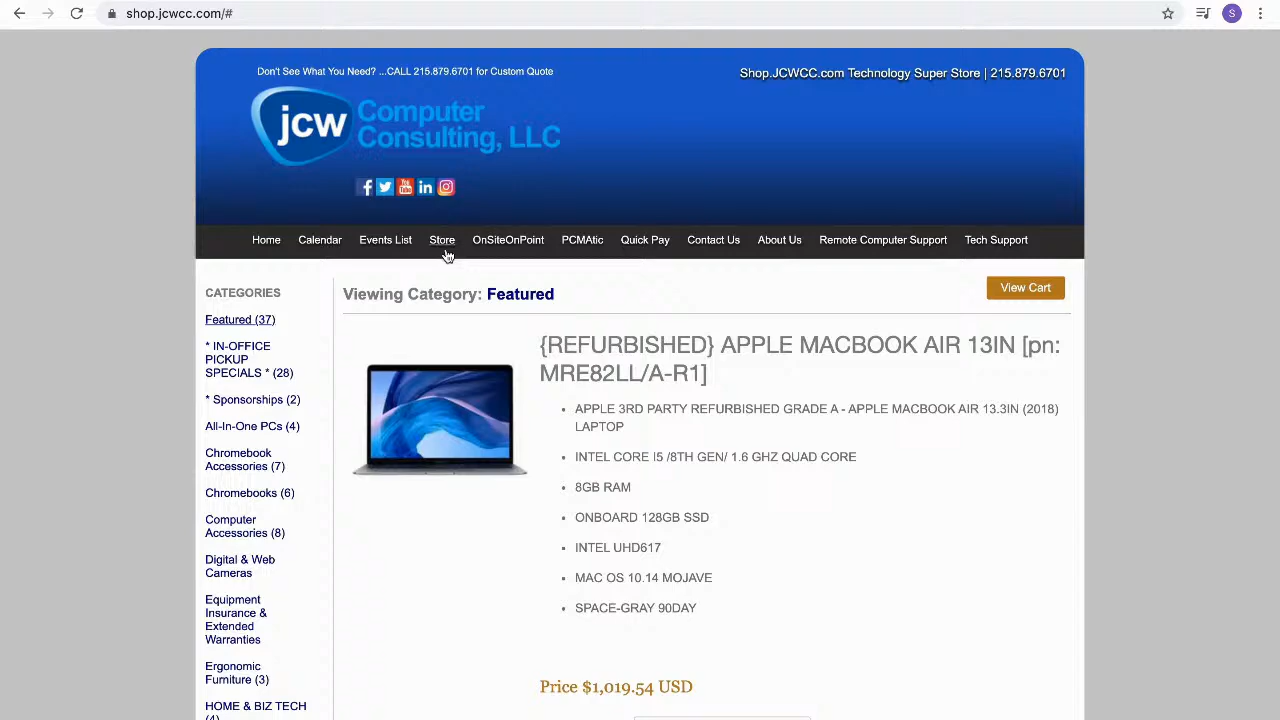 shop.jcwcc.com/#
S
Don't See What You Need? ...CALL 215.879.6701 for Custom Quote
Shop.JCWCC.com Technology Super Store | 215.879.6701
jcw Computer
Consulting, LLC
f You Tube in
Home Calendar Events List Store OnSiteOnPoint PCMAtic Quick Pay Contact Us About Us Remote Computer Support Tech Support
CATEGORIES
Featured (37)
* IN-OFFICE
PICKUP
SPECIALS * (28)
* Sponsorships (2)
All-In-One PCs (4)
Chromebook
Accessories (7)
Chromebooks (6)
Computer
Accessories (8)
Digital & Web
Cameras
Equipment
Insurance &
Extended
Warranties
Ergonomic
Furniture (3)
HOME & BIZ TECH
(4)
Viewing Category: Featured
View Cart
{REFURBISHED} APPLE MACBOOK AIR 13IN [pn:
MRE82LL/A-R1]
• APPLE 3RD PARTY REFURBISHED GRADE A - APPLE MACBOOK AIR 13.3IN (2018)
LAPTOP
• INTEL CORE I5 /8TH GEN/ 1.6 GHZ QUAD CORE
• 8GB RAM
• ONBOARD 128GB SSD
• INTEL UHD617
• MAC OS 10.14 MOJAVE
• SPACE-GRAY 90DAY
Price $1,019.54 USD